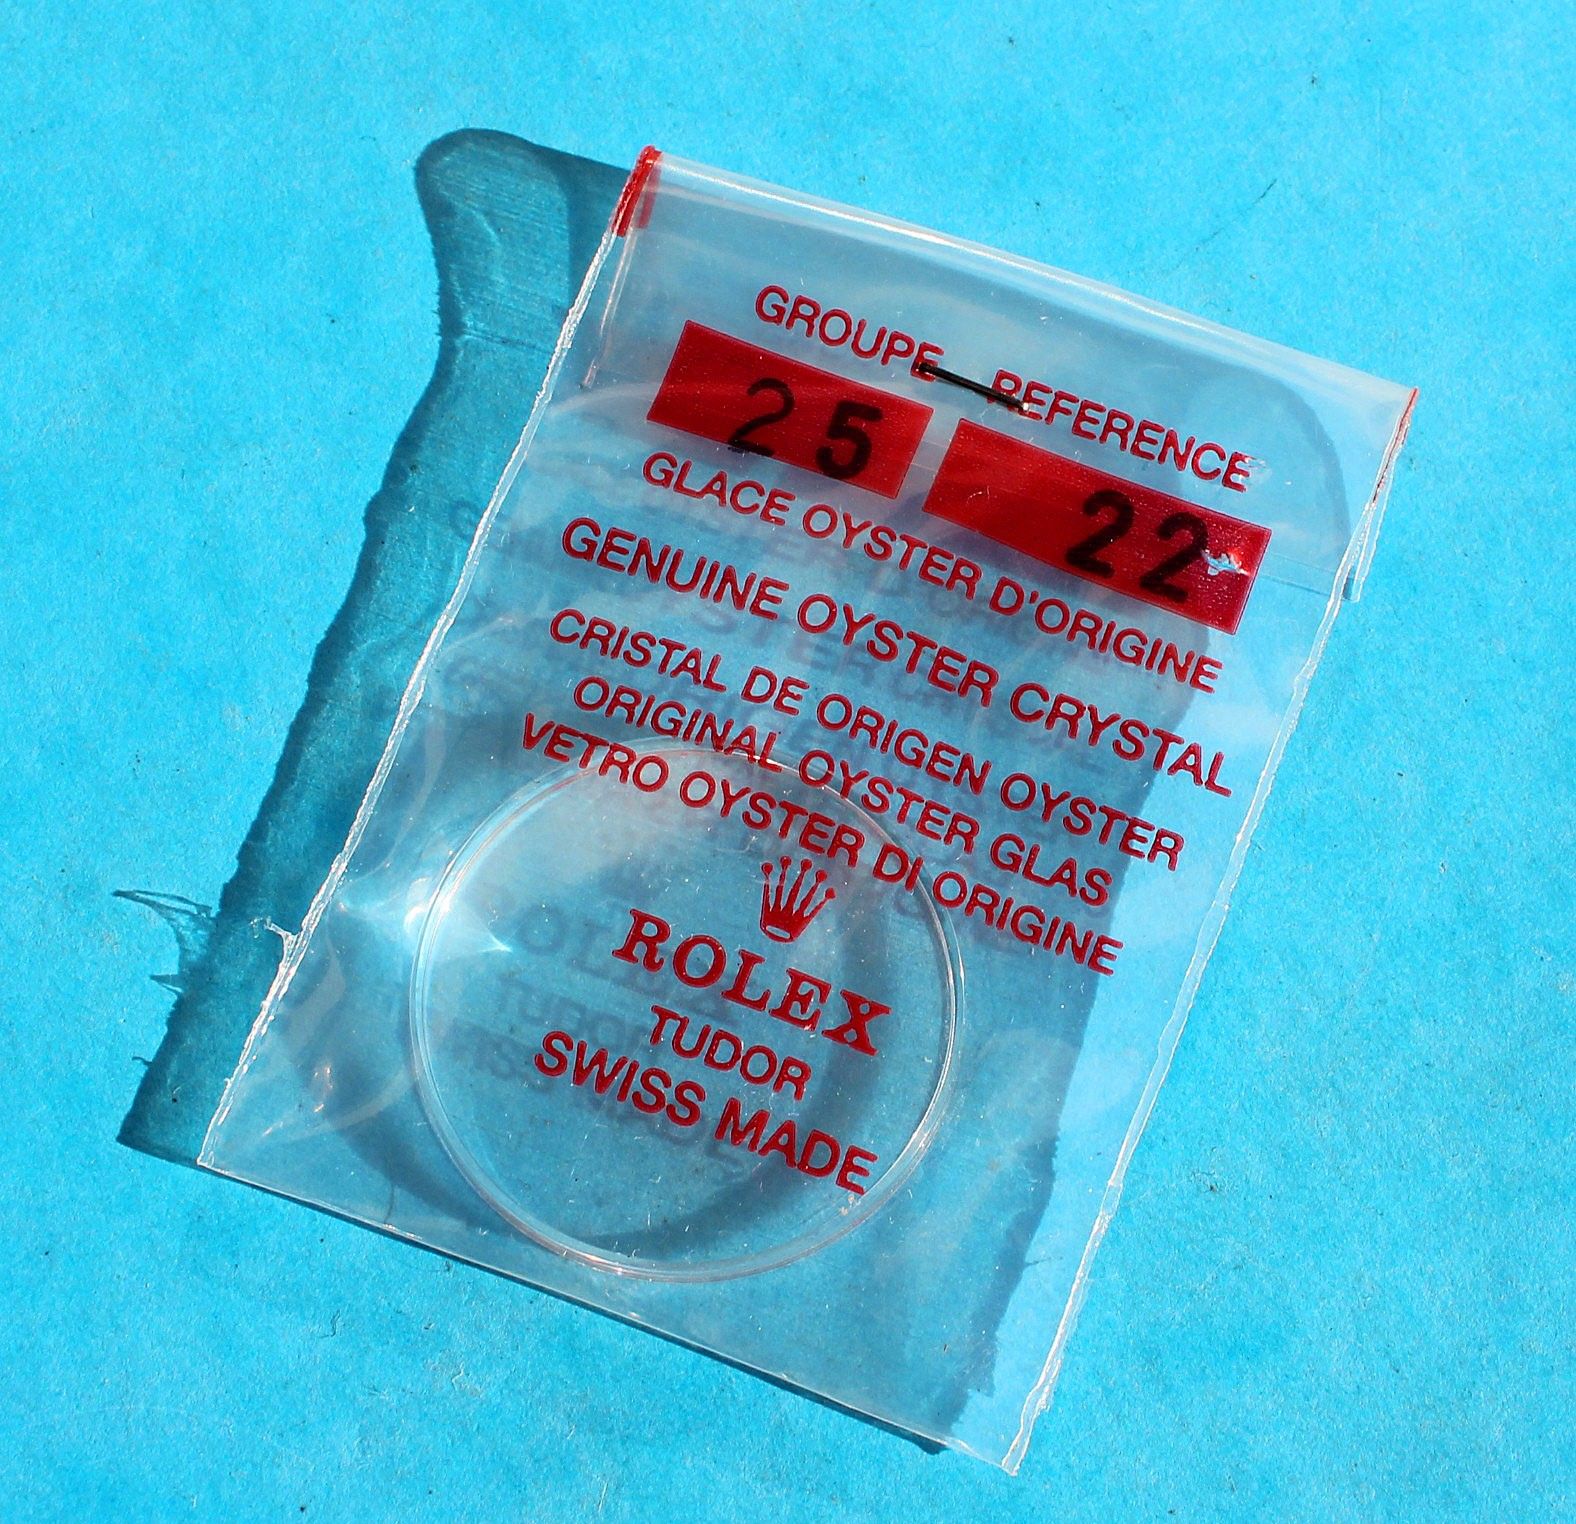 GROUPE REFERENCE
25 22
GLACE OYSTER D'ORIGINE
GENUINE OYSTER CRYSTAL
CRISTAL DE ORIGEN OYSTER
ORIGINAL OYSTER GLAS
VETRO OYSTER DI ORIGINE
ROLEX
TUDOR
SWISS MADE